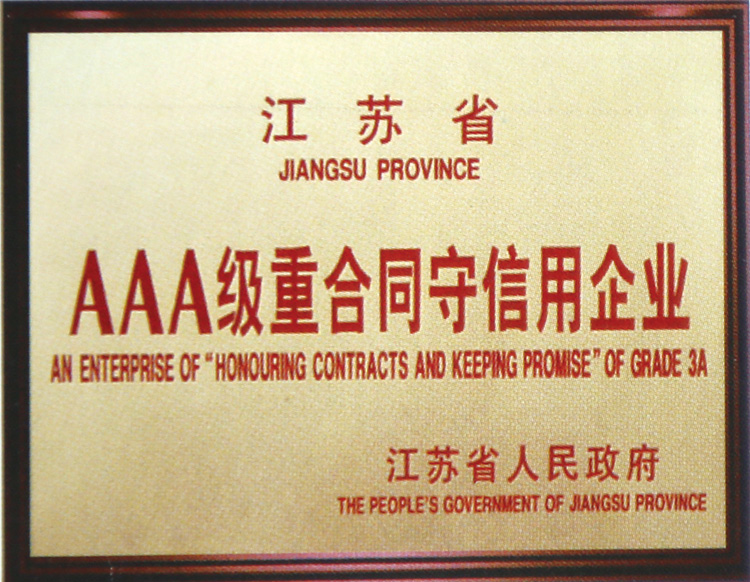 江苏省
JIANGSU PROVINCE
AAA级重合同守信用企业
AN ENTERPRISE OF "HONOURING CONTRACTS AND KEEPING PROMISE" OF GRADE 3A
江苏省人民政府
THE PEOPLE'S GOVERNMENT OF JIANGSU PROVINCE